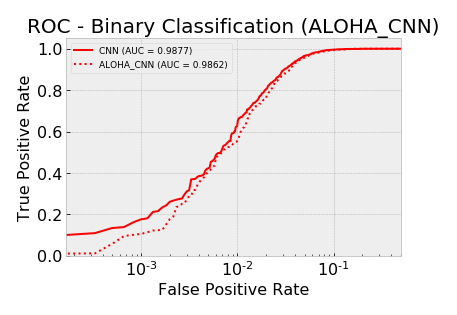 ROC - Binary Classification (ALOHA_CNN)
CNN (AUC = 0.9877)
ALOHA_CNN (AUC = 0.9862)
True Positive Rate
1.0
0.8
0.6
0.4
0.2
0.0
10⁻³ 10⁻² 10⁻¹
False Positive Rate